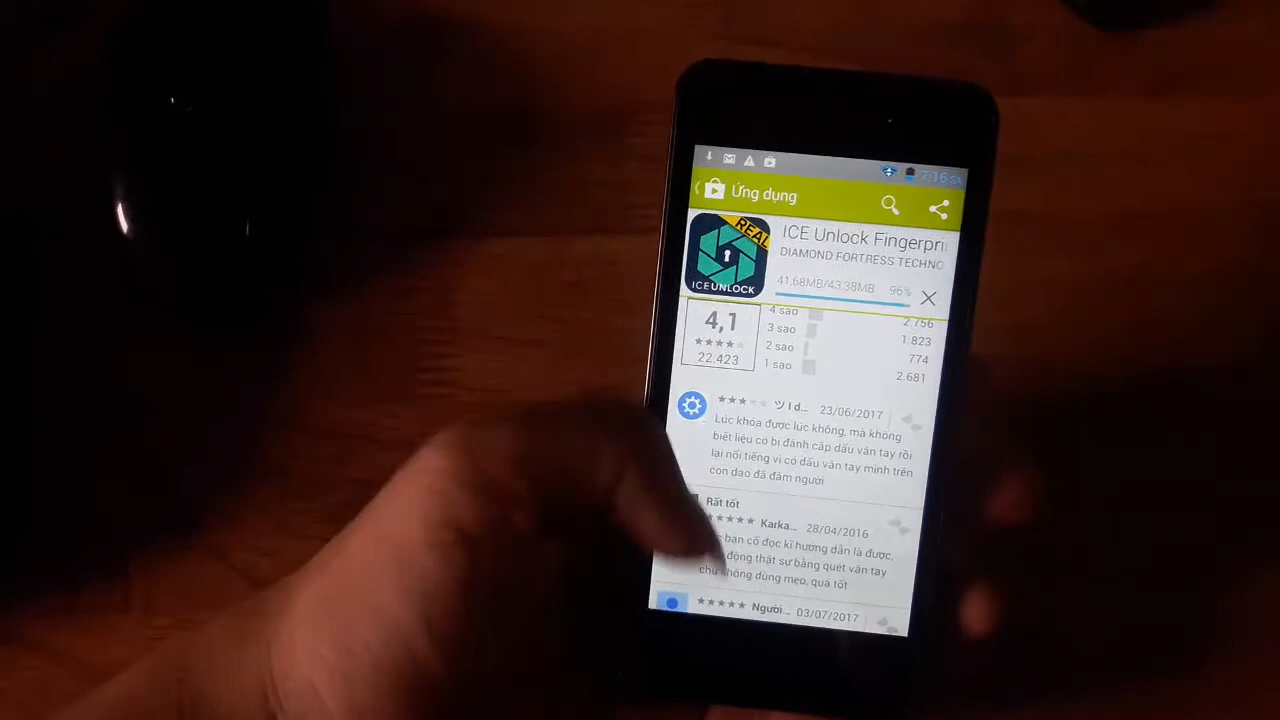 7:16 SA
Ứng dụng
REAL
ICE UNLOCK
ICE Unlock Fingerpri
DIAMOND FORTRESS TECHNO
41.68MB/43.38MB 96%
4,1
22.423
4 sao 2.756
3 sao 1.823
2 sao 774
1 sao 2.681
ツ I d... 23/06/2017
Lúc khóa được lúc không, mà không
biết liệu có bị đánh cắp dấu vân tay rồi
lại nổi tiếng vì có dấu vân tay mình trên
con dao đã đâm người
Rất tốt
Karka... 28/04/2016
bạn cố đọc kĩ hướng dẫn là được,
động thật sự bằng quét vân tay
chứ không dùng mẹo, quá tốt
Người... 03/07/2017